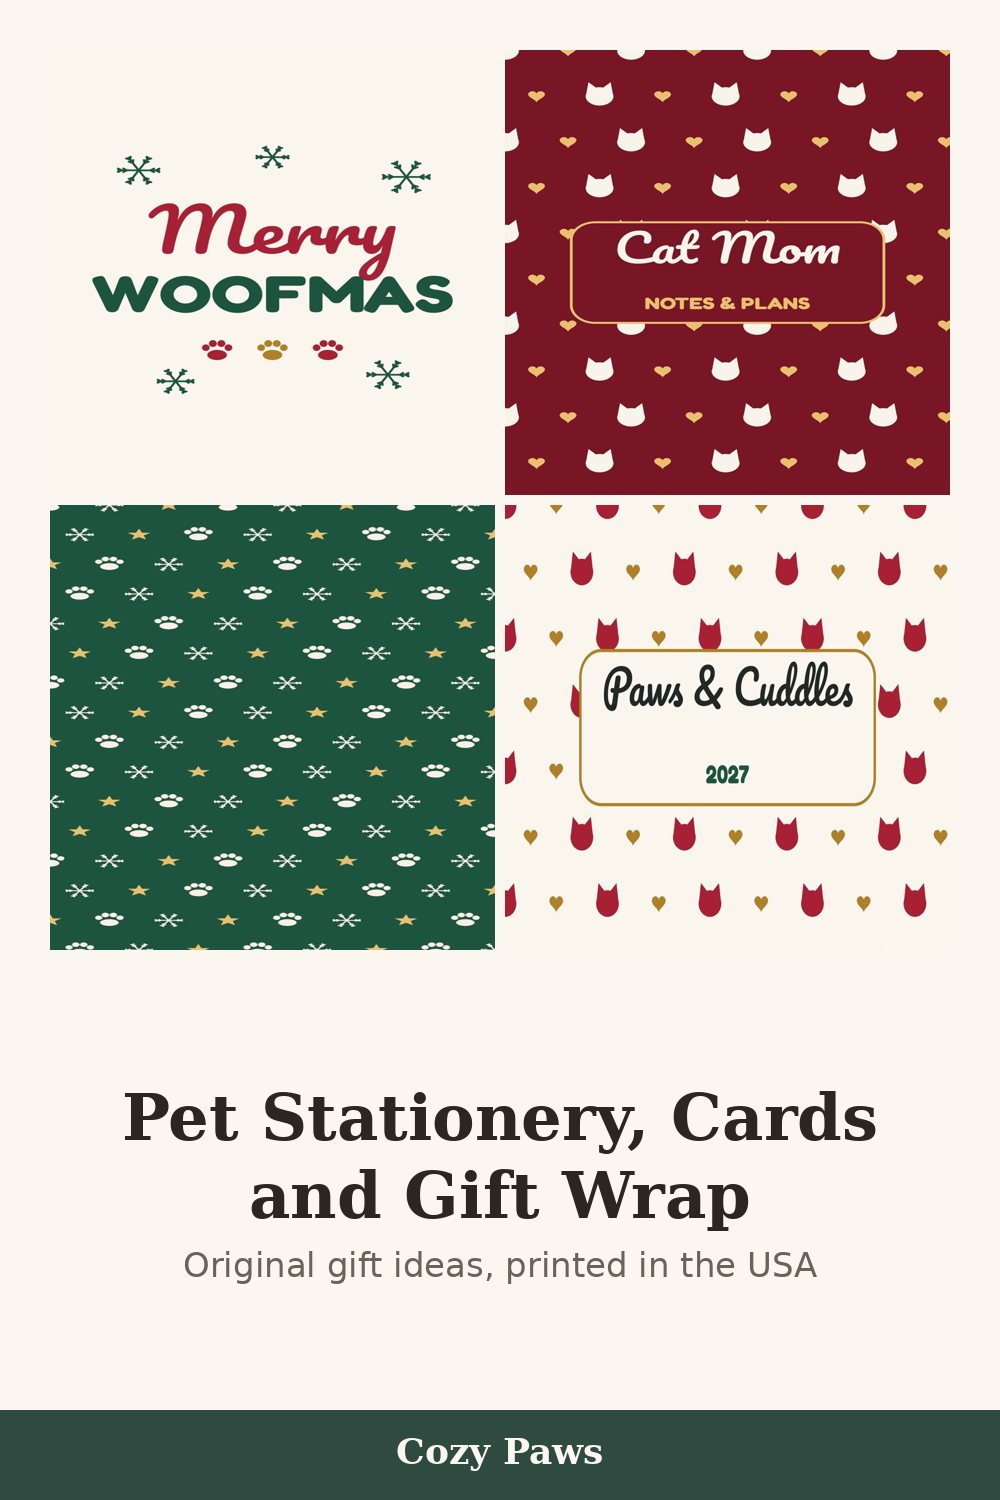 Merry
WOOFMAS
Cat Mom
NOTES & PLANS
Paws & Cuddles
2027
Pet Stationery, Cards
and Gift Wrap
Original gift ideas, printed in the USA
Cozy Paws